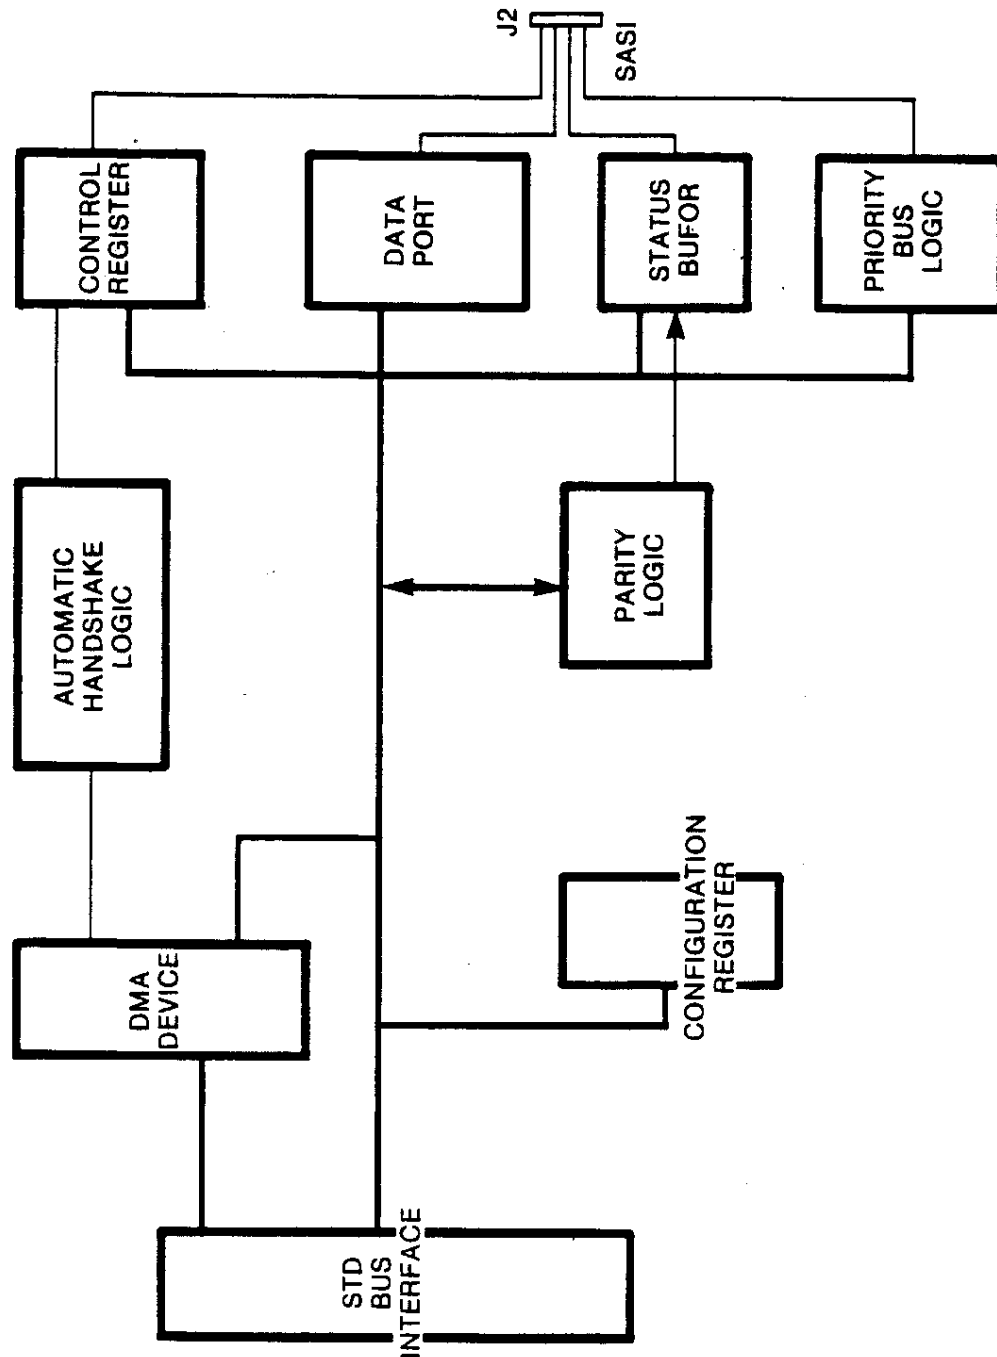 J2
SASI
CONTROL
REGISTER
DATA
PORT
STATUS
BUFOR
PRIORITY
BUS
LOGIC
AUTOMATIC
HANDSHAKE
LOGIC
PARITY
LOGIC
DMA
DEVICE
CONFIGURATION
REGISTER
STD
BUS
INTERFACE